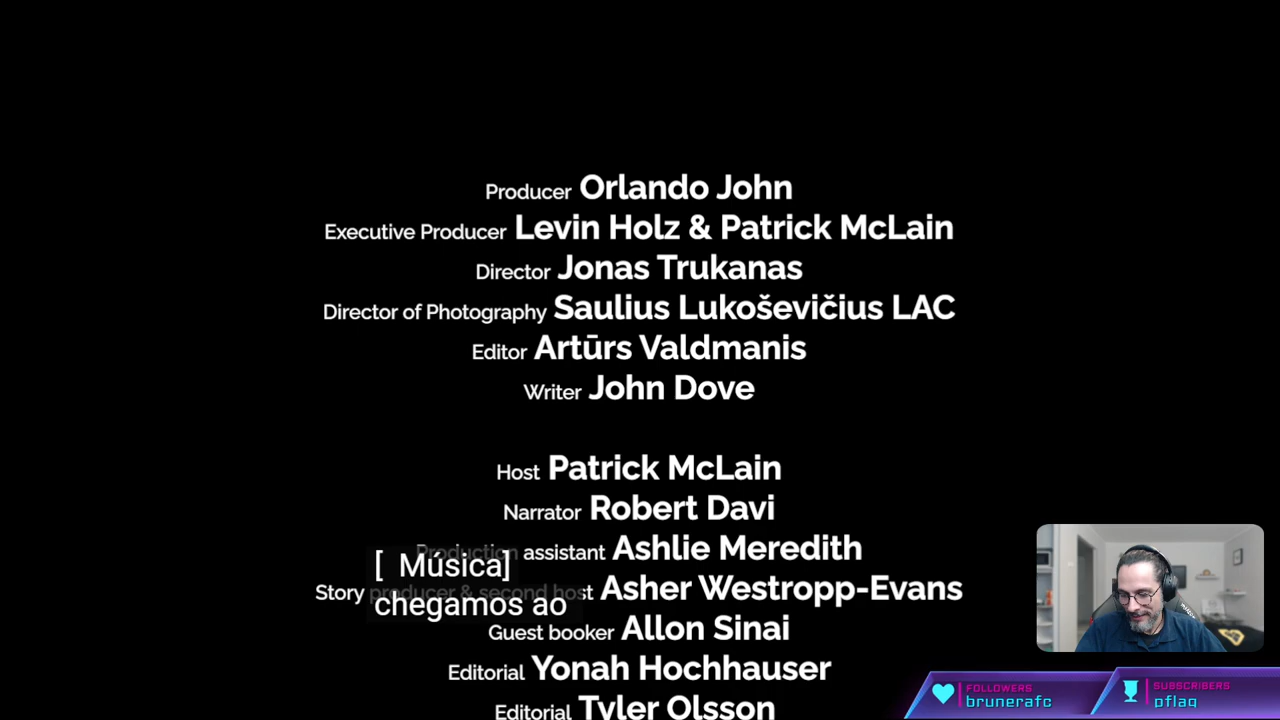 Producer Orlando John
Executive Producer Levin Holz & Patrick McLain
Director Jonas Trukanas
Director of Photography Saulius Lukoševičius LAC
Editor Artūrs Valdmanis
Writer John Dove
Host Patrick McLain
Narrator Robert Davi
Production assistant Ashlie Meredith
[ Música]
Story producer & second host Asher Westropp-Evans
chegamos ao
Guest booker Allon Sinai
Editorial Yonah Hochhauser
Editorial Tyler Olsson
FOLLOWERS
brunerafc
SUBSCRIBERS
pflag